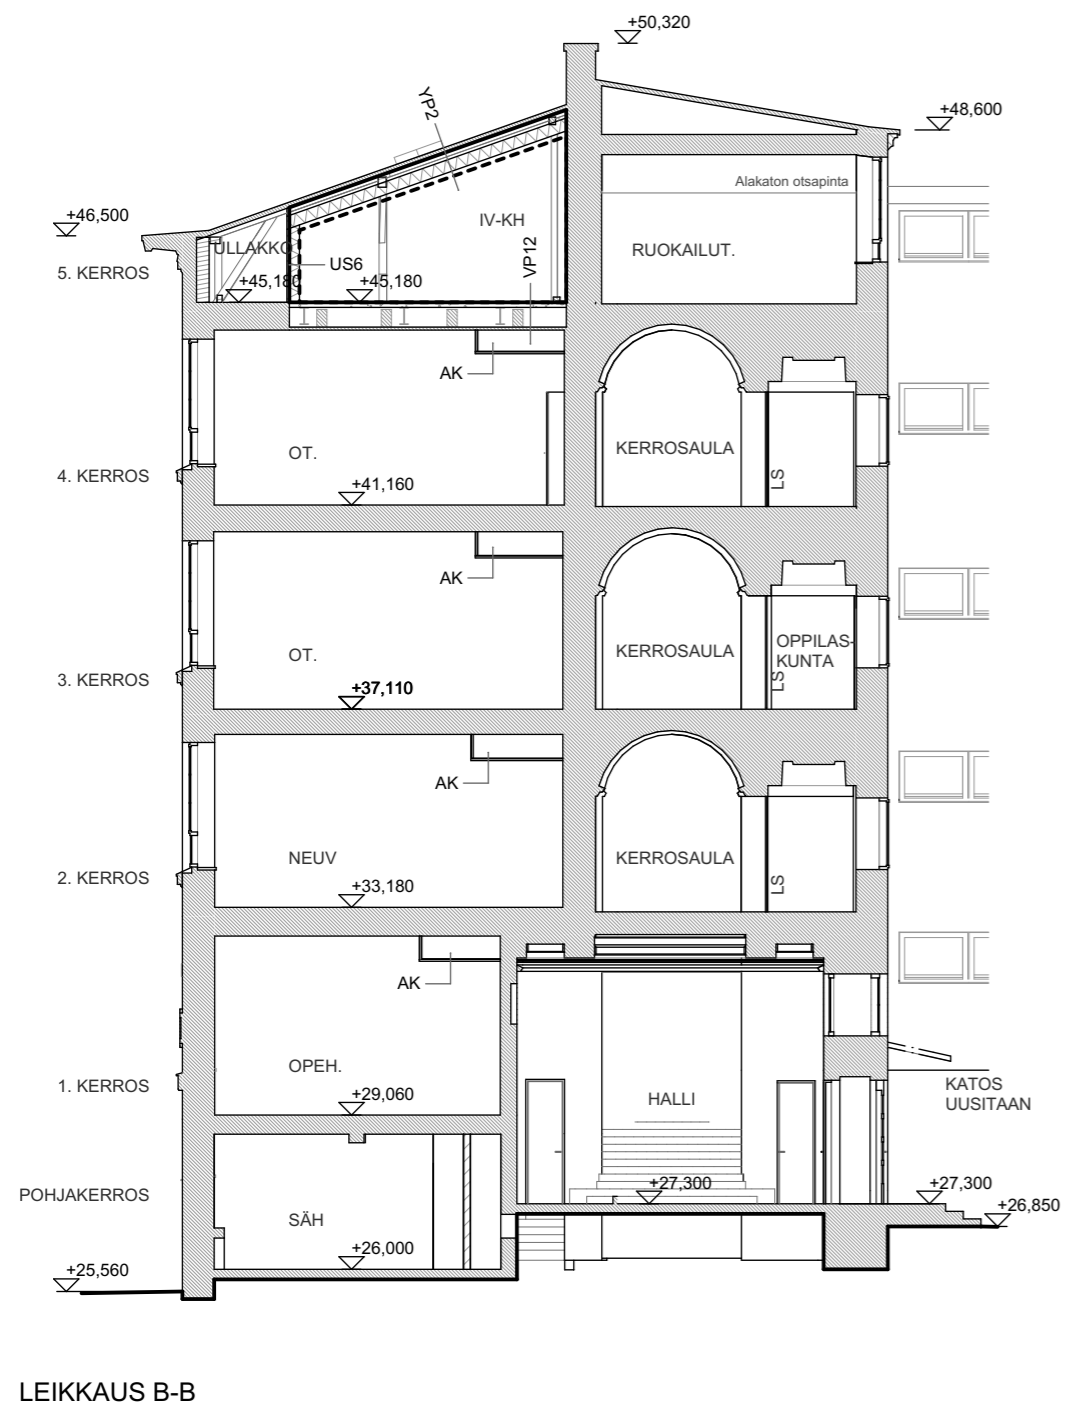 +50,320
YP2
+48,600
Alakaton otsapinta
+46,500
IV-KH
ULLAKKO
RUOKAILUT.
VP12
US6
5. KERROS
+45,180
+45,180
AK
KERROSAULA
OT.
4. KERROS
LS
+41,160
AK
OPPILAS-
KUNTA
KERROSAULA
OT.
3. KERROS
LS
+37,110
AK
NEUV
KERROSAULA
2. KERROS
LS
+33,180
AK
OPEH.
1. KERROS
KATOS
UUSITAAN
HALLI
+29,060
POHJAKERROS
+27,300
+27,300
+26,850
SÄH
+26,000
+25,560
LEIKKAUS B-B